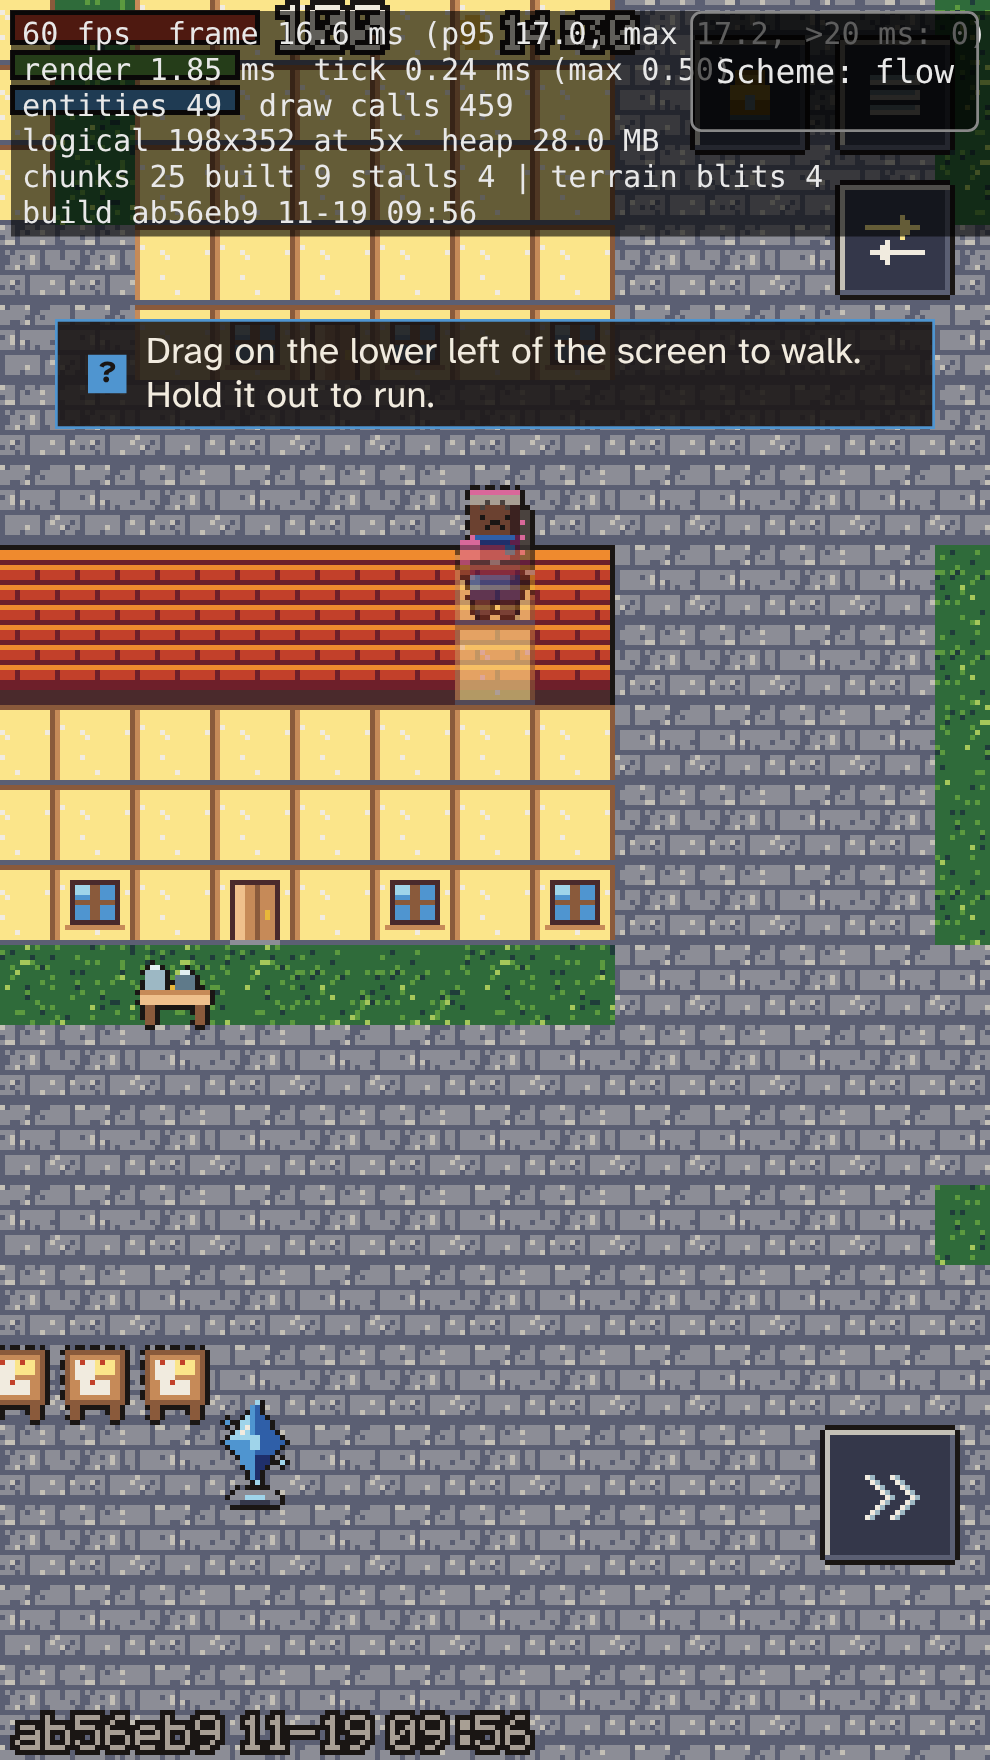 60 fps  frame 16.6 ms (p95 17.0, max 17.2, >20 ms: 0)
render 1.85 ms  tick 0.24 ms (max 0.50)
Scheme: flow
entities 49  draw calls 459
logical 198x352 at 5x  heap 28.0 MB
chunks 25 built 9 stalls 4 | terrain blits 4
build ab56eb9 11-19 09:56
? Drag on the lower left of the screen to walk.
Hold it out to run.
ab56eb9 11-19 09:56